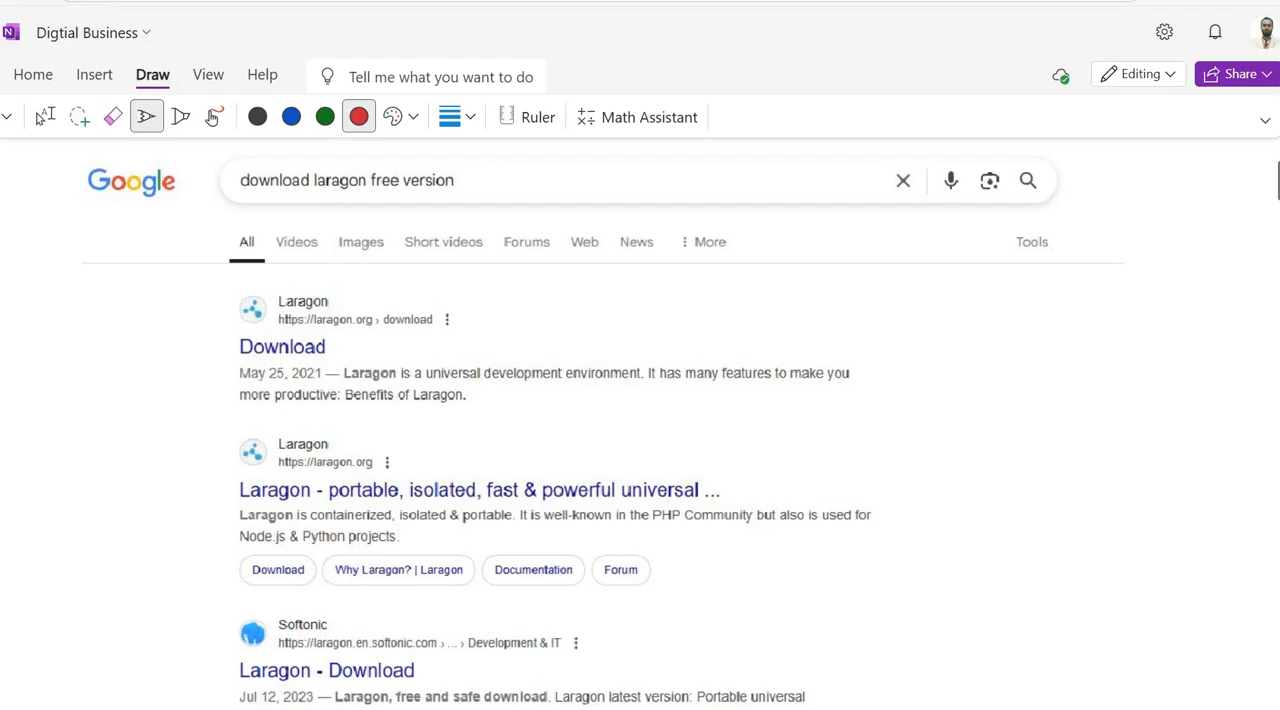 Digtial Business
Home Insert Draw View Help Tell me what you want to do Editing Share
Ruler Math Assistant
Google download laragon free version
All Videos Images Short videos Forums Web News More Tools
Laragon
https://laragon.org › download
Download
May 25, 2021 — Laragon is a universal development environment. It has many features to make you
more productive: Benefits of Laragon.
Laragon
https://laragon.org
Laragon - portable, isolated, fast & powerful universal ...
Laragon is containerized, isolated & portable. It is well-known in the PHP Community but also is used for
Node.js & Python projects.
Download Why Laragon? | Laragon Documentation Forum
Softonic
https://laragon.en.softonic.com › ... › Development & IT
Laragon - Download
Jul 12, 2023 — Laragon, free and safe download. Laragon latest version: Portable universal